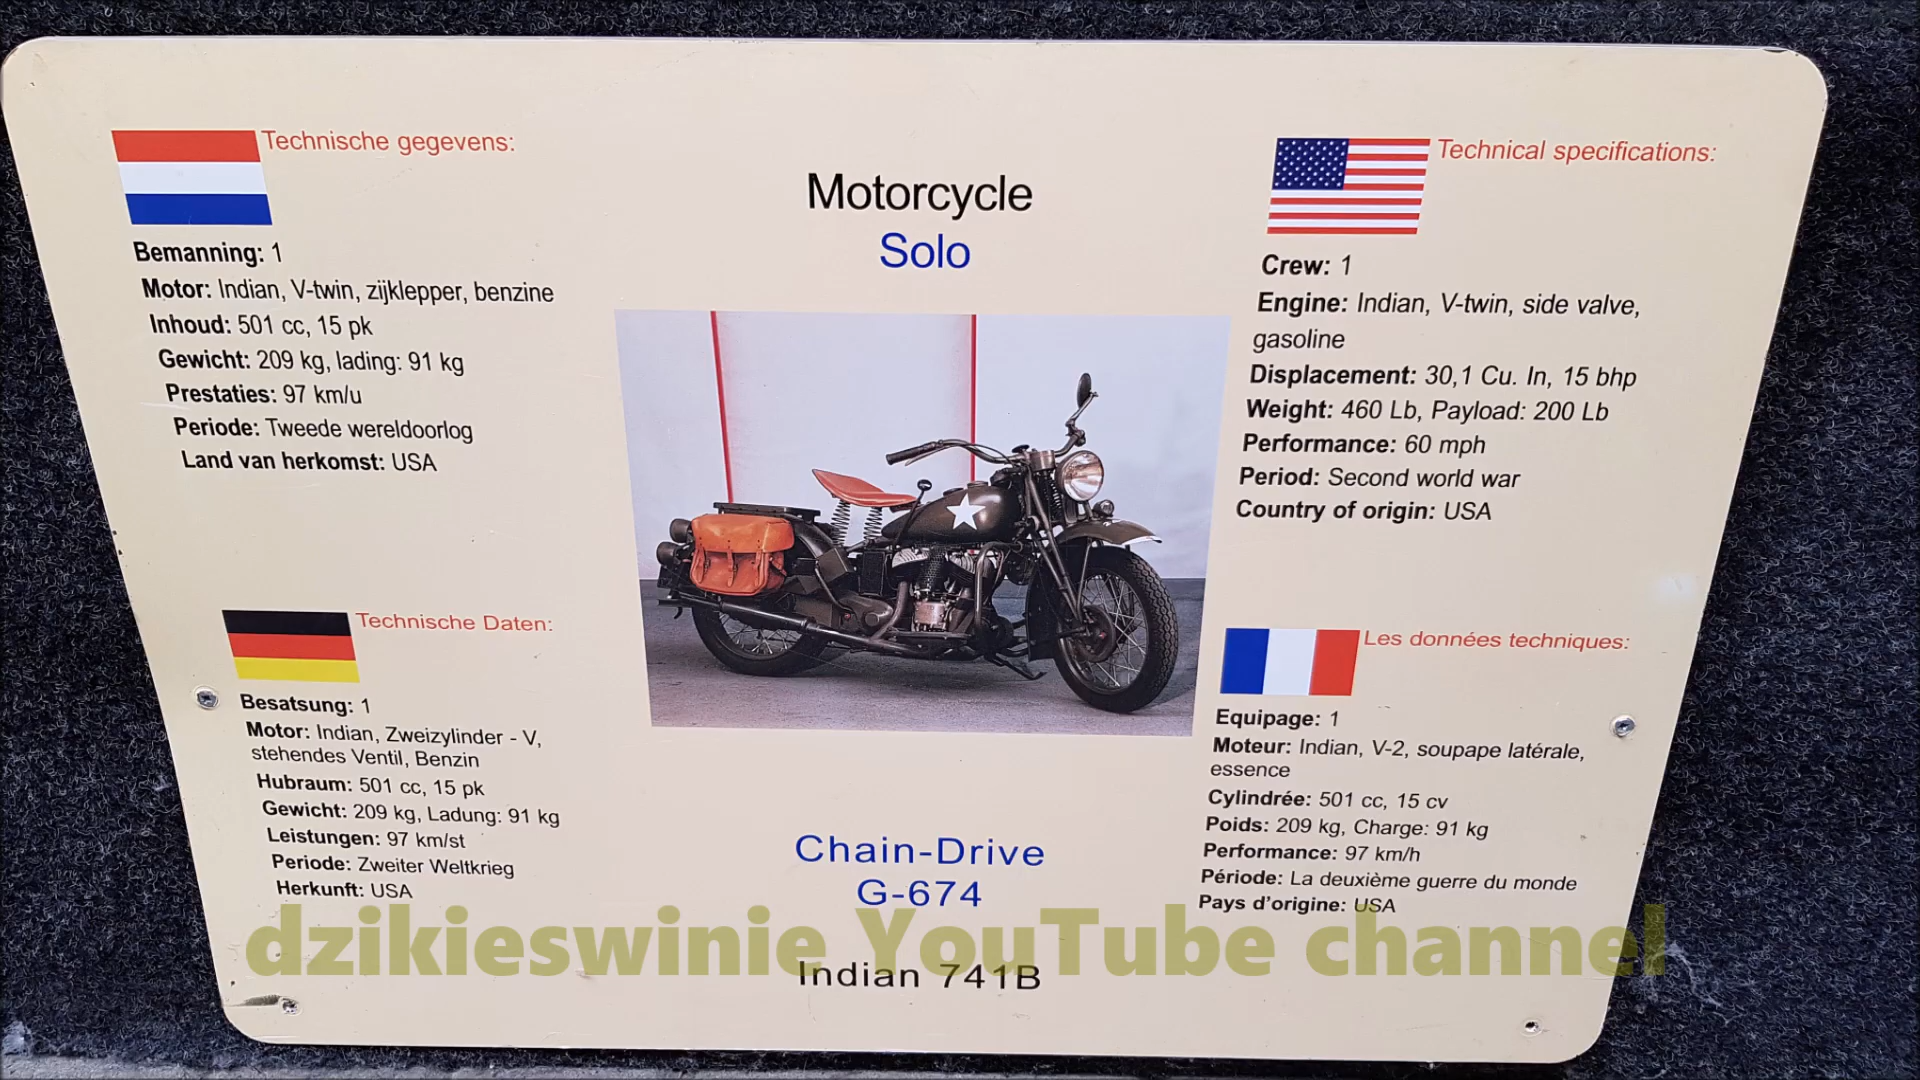 Technische gegevens:
Bemanning: 1
Motor: Indian, V-twin, zijklepper, benzine
Inhoud: 501 cc, 15 pk
Gewicht: 209 kg, lading: 91 kg
Prestaties: 97 km/u
Periode: Tweede wereldoorlog
Land van herkomst: USA
Motorcycle
Solo
Technical specifications:
Crew: 1
Engine: Indian, V-twin, side valve,
gasoline
Displacement: 30,1 Cu. In, 15 bhp
Weight: 460 Lb, Payload: 200 Lb
Performance: 60 mph
Period: Second world war
Country of origin: USA
Technische Daten:
Besatsung: 1
Motor: Indian, Zweizylinder - V,
stehendes Ventil, Benzin
Hubraum: 501 cc, 15 pk
Gewicht: 209 kg, Ladung: 91 kg
Leistungen: 97 km/st
Periode: Zweiter Weltkrieg
Herkunft: USA
Les données techniques:
Equipage: 1
Moteur: Indian, V-2, soupape latérale,
essence
Cylindrée: 501 cc, 15 cv
Poids: 209 kg, Charge: 91 kg
Performance: 97 km/h
Période: La deuxième guerre du monde
Pays d'origine: USA
Chain-Drive
G-674
dzikieswinie YouTube channel
Indian 741B